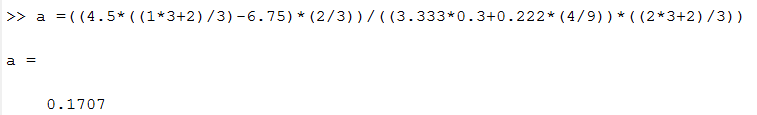 >> a =((4.5*((1*3+2)/3)-6.75)*(2/3))/((3.333*0.3+0.222*(4/9))*((2*3+2)/3))
a =
0.1707